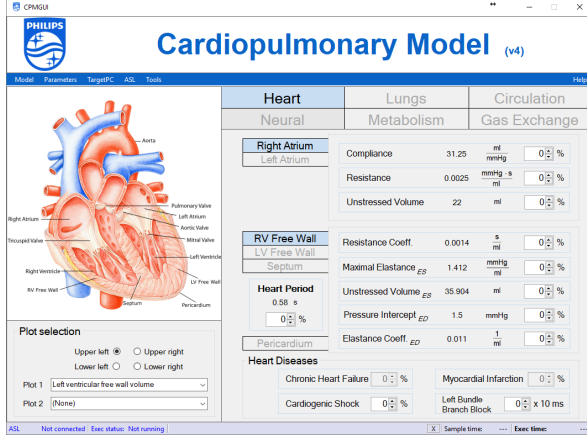 CPMGUI
PHILIPS
Cardiopulmonary Model (v4)
Model Parameters TargetPC ASL Tools Help
Heart Lungs Circulation
Neural Metabolism Gas Exchange
Aorta
Pulmonary Valve
Left Atrium
Aortic Valve
Mitral Valve
Left Ventricle
LV Free Wall
Pericardium
Septum
RV Free Wall
Right Ventricle
Tricuspid Valve
Right Atrium
Right Atrium
Left Atrium
Compliance 31.25 ml/mmHg 0 %
Resistance 0.0025 mmHg · s/ml 0 %
Unstressed Volume 22 ml 0 %
RV Free Wall
LV Free Wall
Septum
Heart Period
0.58 s
0 %
Pericardium
Resistance Coeff. 0.0014 s/ml 0 %
Maximal Elastance ES 1.412 mmHg/ml 0 %
Unstressed Volume ES 35.904 ml 0 %
Pressure Intercept ED 1.5 mmHg 0 %
Elastance Coeff. ED 0.011 1/ml 0 %
Heart Diseases
Chronic Heart Failure 0 % Myocardial Infarction 0 %
Cardiogenic Shock 0 % Left Bundle
Branch Block 0 x 10 ms
Plot selection
Upper left Upper right
Lower left Lower right
Plot 1 Left ventricular free wall volume
Plot 2 (None)
ASL Not connected Exec status: Not running X Sample time: --- Exec time: ---